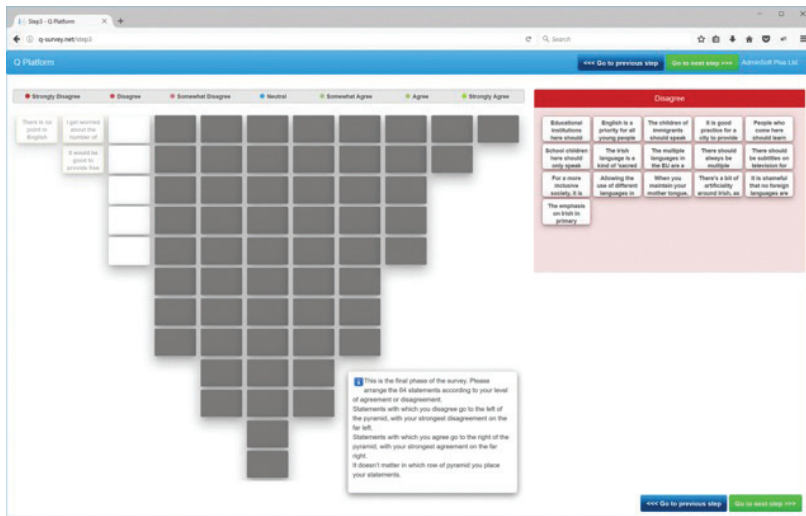 Step3 - Q Platform
q-survey.net/step3
Search
Q Platform
<<< Go to previous step
Go to next step >>>
AdminSoft Plus Ltd.
Strongly Disagree
Disagree
Somewhat Disagree
Neutral
Somewhat Agree
Agree
Strongly Agree
There is no
point in
English
I get worried
about the
number of
It would be
good to
provide free
Disagree
Educational
institutions
here should
English is a
priority for all
young people
The children of
immigrants
should speak
It is good
practice for a
city to provide
People who
come here
should learn
School children
here should
only speak
The Irish
language is a
kind of 'sacred
The multiple
languages in
the EU are a
There should
always be
multiple
There should
be subtitles on
television for
For a more
inclusive
society, it is
Allowing the
use of different
languages in
When you
maintain your
mother tongue,
There's a bit of
artificiality
around Irish, as
It is shameful
that no foreign
languages are
The emphasis
on Irish in
primary
This is the final phase of the survey. Please
arrange the 64 statements according to your level
of agreement or disagreement.
Statements with which you disagree go to the left of
the pyramid, with your strongest disagreement on the
far left.
Statements with which you agree go to the right of the
pyramid, with your strongest agreement on the far
right.
It doesn't matter in which row of pyramid you place
your statements.
<<< Go to previous step
Go to next step >>>